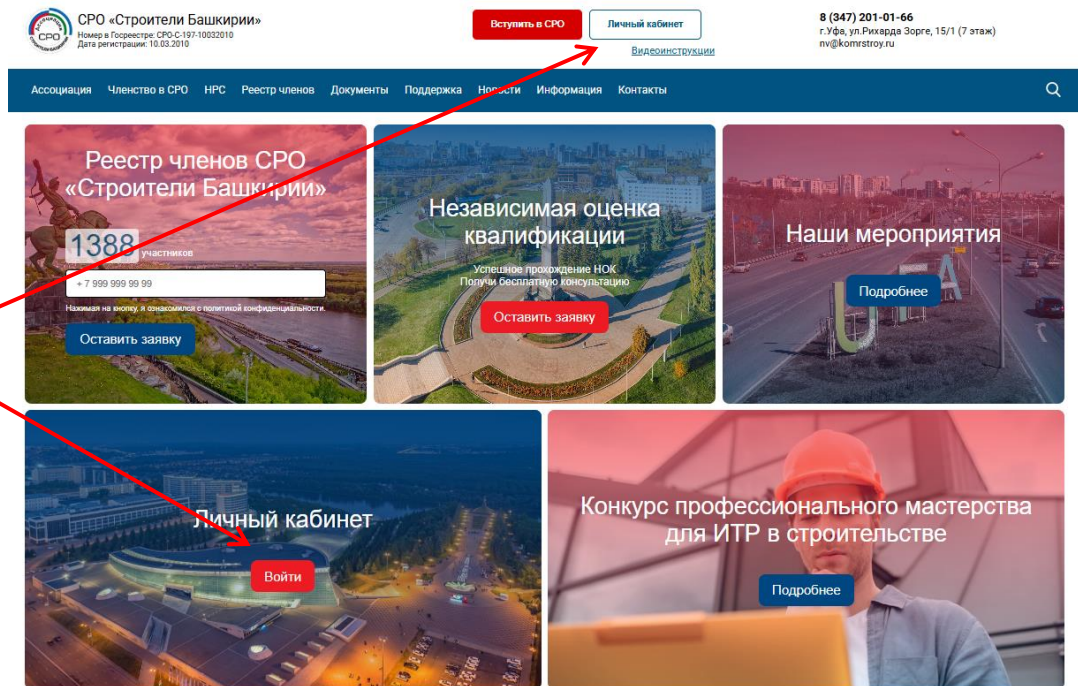 СРО «Строители Башкирии»
Номер в Госреестре: СРО-С-197-10032010
Дата регистрации: 10.03.2010
Ассоциация
СРО
СТРОИТЕЛИ БАШКИРИИ
Вступить в СРО
Личный кабинет
Видеоинструкции
8 (347) 201-01-66
г.Уфа, ул.Рихарда Зорге, 15/1 (7 этаж)
nv@komrstroy.ru
Ассоциация Членство в СРО НРС Реестр членов Документы Поддержка Новости Информация Контакты
Реестр членов СРО
«Строители Башкирии»
1388 участников
+ 7 999 999 99 99
Нажимая на кнопку, я ознакомился с политикой конфиденциальности.
Оставить заявку
Независимая оценка
квалификации
Успешное прохождение НОК
Получи бесплатную консультацию
Оставить заявку
Наши мероприятия
Подробнее
Личный кабинет
Войти
Конкурс профессионального мастерства
для ИТР в строительстве
Подробнее